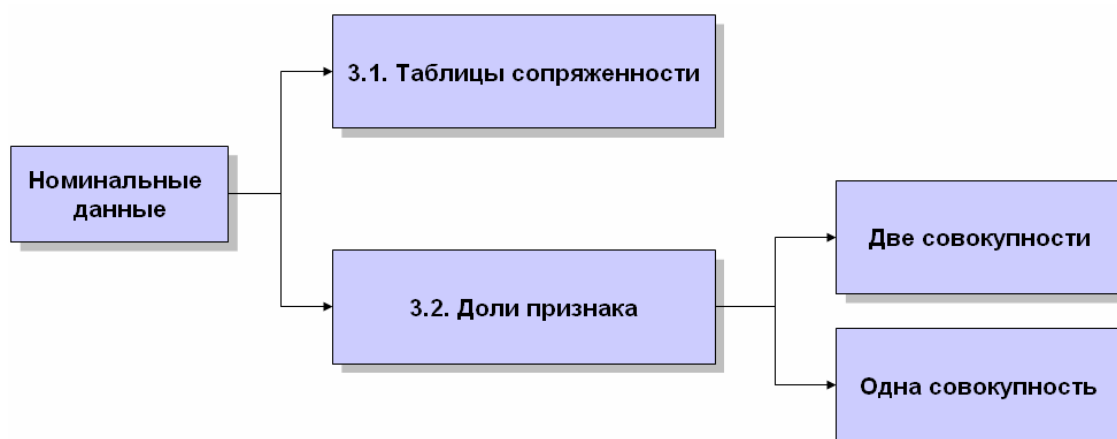 3.1. Таблицы сопряженности
Номинальные
данные
3.2. Доли признака
Две совокупности
Одна совокупность